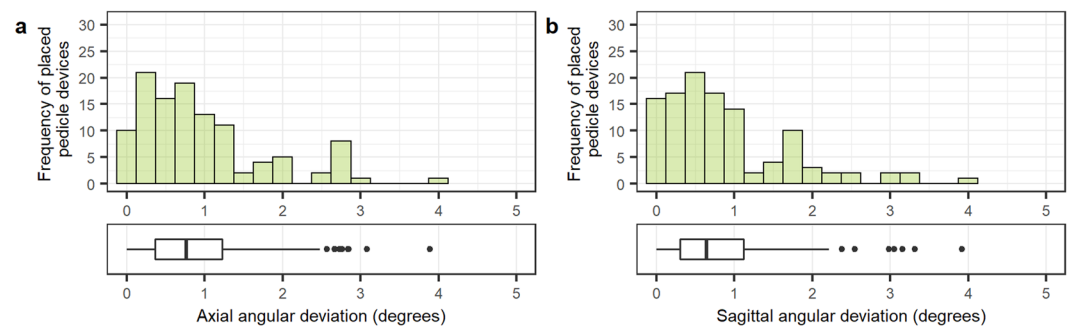 a
Frequency of placed
pedicle devices
30
25
20
15
10
5
0
0 1 2 3 4 5
0 1 2 3 4 5
Axial angular deviation (degrees)
b
Frequency of placed
pedicle devices
30
25
20
15
10
5
0
0 1 2 3 4 5
0 1 2 3 4 5
Sagittal angular deviation (degrees)